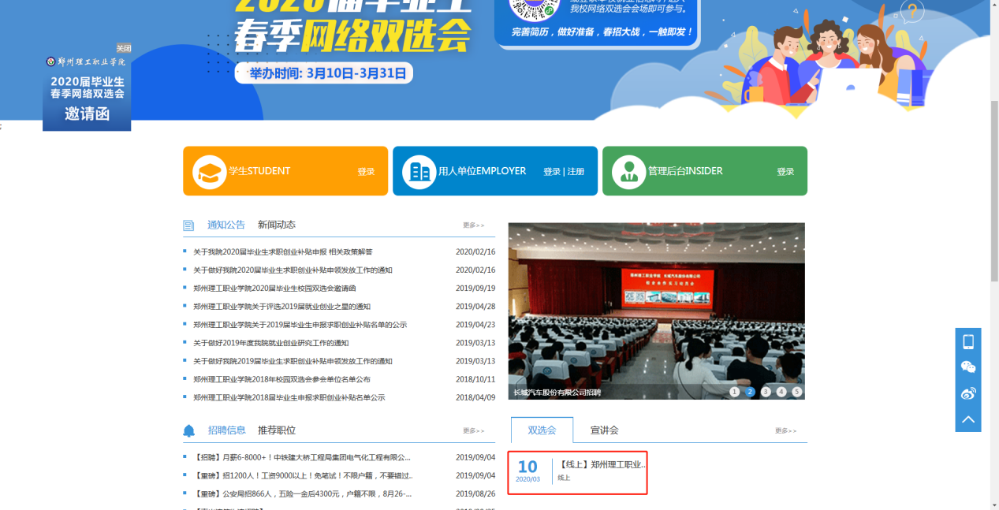 2020届毕业生
春季网络双选会
举办时间: 3月10日-3月31日
我校网络双选会会场即可参与。
完善简历，做好准备，春招大战，一触即发！
关闭
郑州理工职业学院
2020届毕业生
春季网络双选会
邀请函
学生STUDENT 登录
用人单位EMPLOYER 登录 | 注册
管理后台INSIDER 登录
通知公告 新闻动态 更多>>
关于我院2020届毕业生求职创业补贴申报 相关政策解答 2020/02/16
关于做好我院2020届毕业生求职创业补贴申领发放工作的通知 2020/02/16
郑州理工职业学院2020届毕业生校园双选会邀请函 2019/09/19
郑州理工职业学院关于评选2019届就业创业之星的通知 2019/04/28
郑州理工职业学院关于2019届毕业生申报求职创业补贴名单的公示 2019/04/23
关于做好2019年度我院就业创业研究工作的通知 2019/03/13
关于做好我院2019届毕业生求职创业补贴申领发放工作的通知 2019/03/13
郑州理工职业学院2018年校园双选会参会单位名单公布 2018/10/11
郑州理工职业学院2018届毕业生申报求职创业补贴名单公示 2018/04/09
郑州理工职业学院 长城汽车股份有限公司
长城汽车股份有限公司招聘
1 2 3 4 5
招聘信息 推荐职位 更多>>
【招聘】月薪6-8000+！中铁建大桥工程局集团电气化工程有限公... 2019/09/04
【重磅】招1200人！工资9000以上！免笔试！不限户籍，不要错过.. 2019/09/04
【重磅】公安局招866人，五险一金后4300元，户籍不限，8月26-... 2019/08/26
双选会 宣讲会 更多>>
10 【线上】郑州理工职业..
2020/03 线上